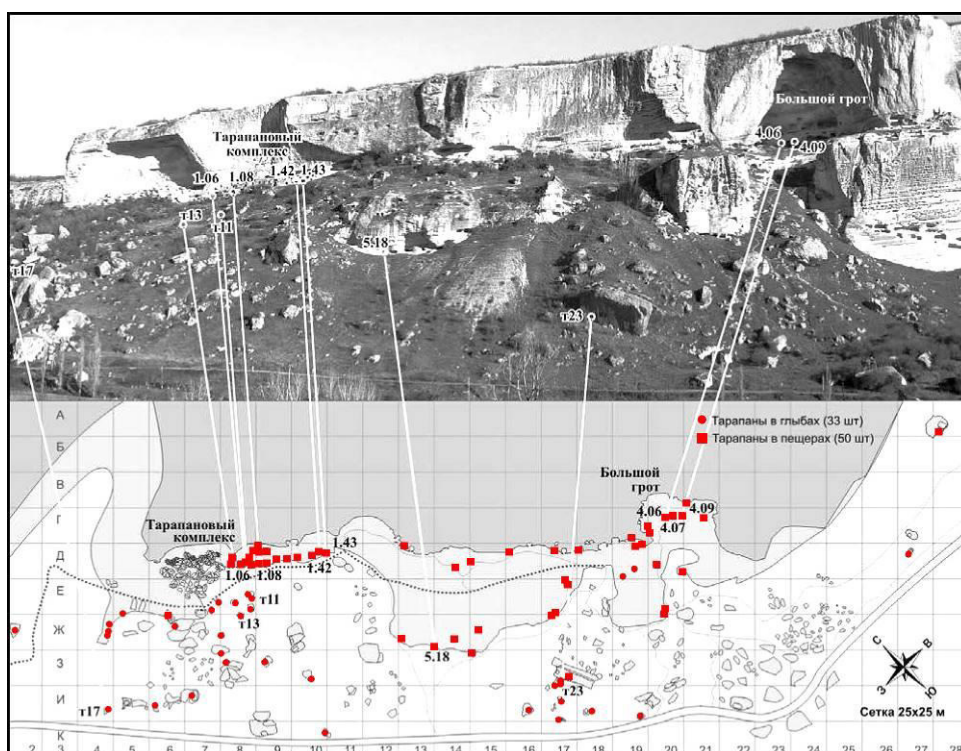 Большой грот
4.06
4.09
Тарапановый
комплекс
1.42
1.43
1.06
1.08
т13
т11
5.18
т17
т23
А
Б
В
Г
Д
Е
Ж
З
И
К
Тарапаны в глыбах (33 шт)
Тарапаны в пещерах (50 шт)
Большой
грот
4.06
4.09
4.07
Тарапановый
комплекс
1.43
1.42
1.06
1.08
т11
т13
5.18
т23
т17
С
В
З
Ю
Сетка 25x25 м
2 3 4 5 6 7 8 9 10 11 12 13 14 15 16 17 18 19 20 21 22 23 24 25 26 27 28